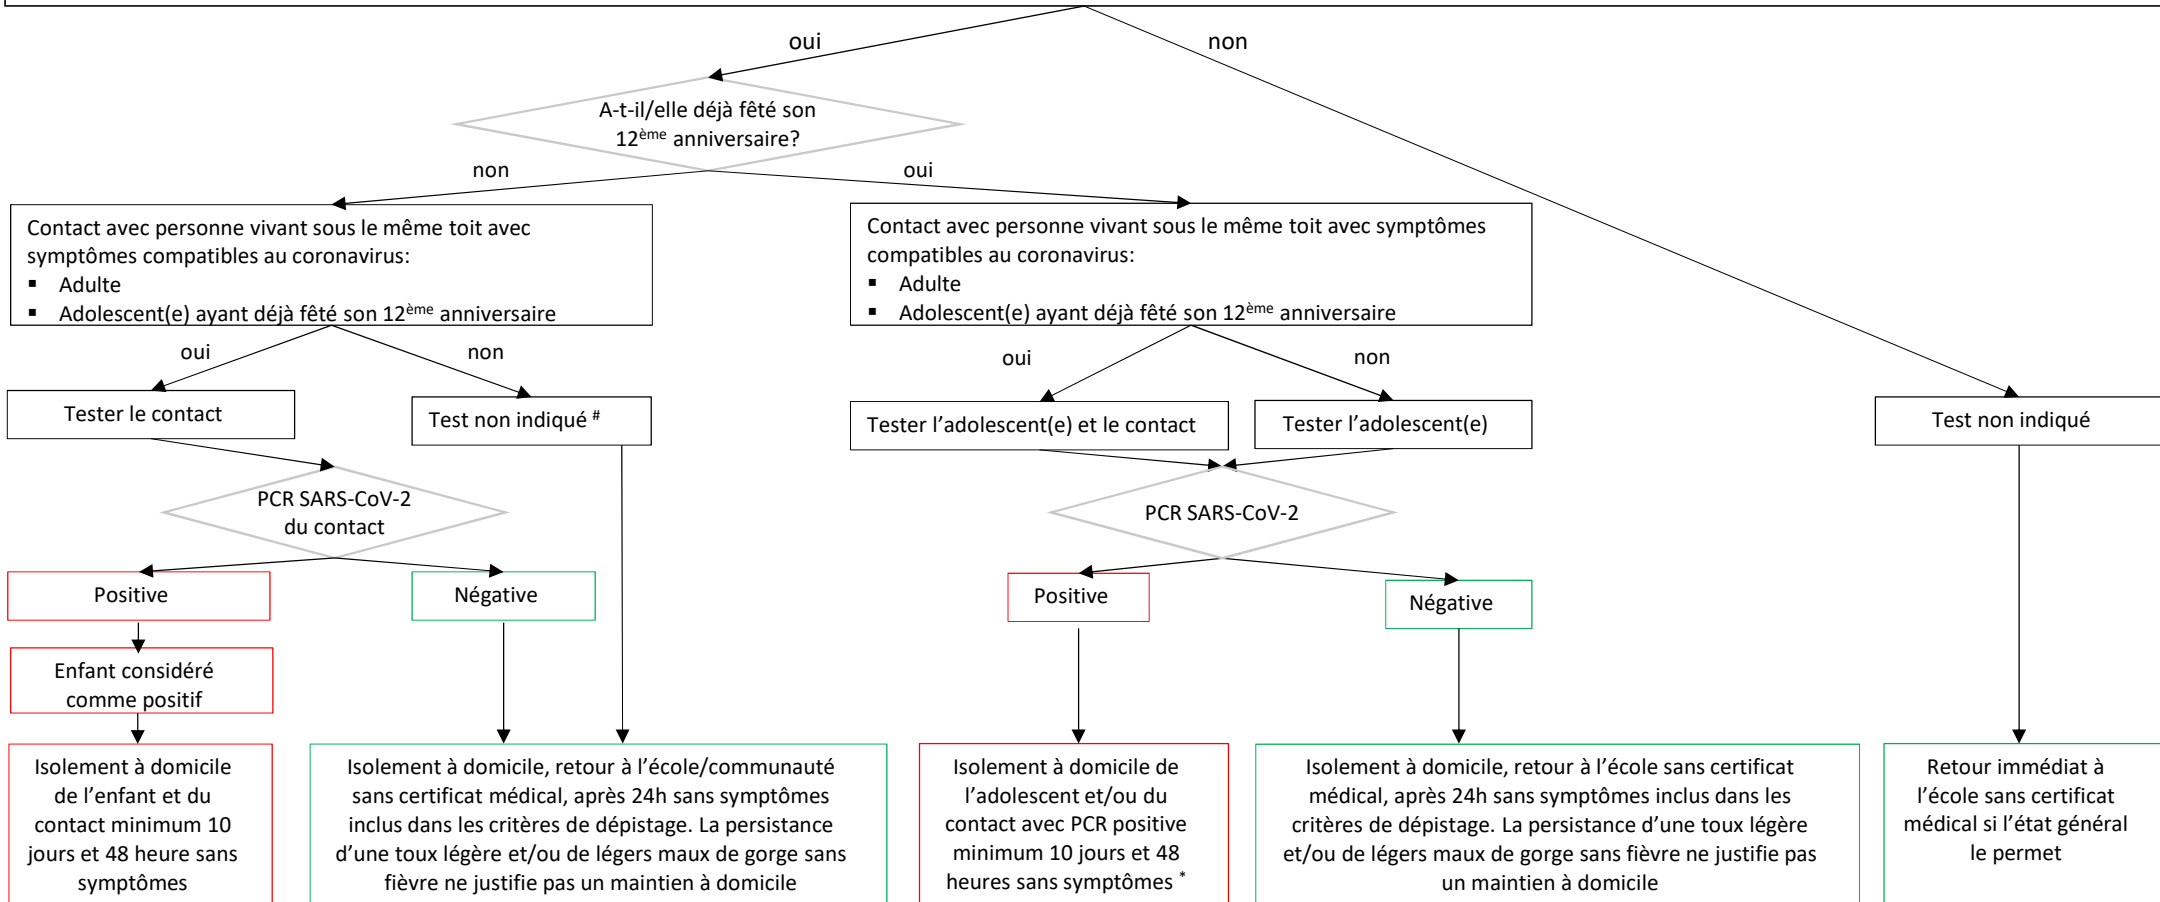 oui
non
A-t-il/elle déjà fêté son
12ème anniversaire?
non
oui
Contact avec personne vivant sous le même toit avec
symptômes compatibles au coronavirus:
▪ Adulte
▪ Adolescent(e) ayant déjà fêté son 12ème anniversaire
Contact avec personne vivant sous le même toit avec symptômes
compatibles au coronavirus:
▪ Adulte
▪ Adolescent(e) ayant déjà fêté son 12ème anniversaire
oui
non
oui
non
Tester le contact
Test non indiqué #
Tester l’adolescent(e) et le contact
Tester l’adolescent(e)
Test non indiqué
PCR SARS-CoV-2
du contact
PCR SARS-CoV-2
Positive
Négative
Positive
Négative
Enfant considéré
comme positif
Isolement à domicile
de l’enfant et du
contact minimum 10
jours et 48 heure sans
symptômes
Isolement à domicile, retour à l’école/communauté
sans certificat médical, après 24h sans symptômes
inclus dans les critères de dépistage. La persistance
d’une toux légère et/ou de légers maux de gorge sans
fièvre ne justifie pas un maintien à domicile
Isolement à domicile de
l’adolescent et/ou du
contact avec PCR positive
minimum 10 jours et 48
heures sans symptômes *
Isolement à domicile, retour à l’école sans certificat
médical, après 24h sans symptômes inclus dans les
critères de dépistage. La persistance d’une toux légère
et/ou de légers maux de gorge sans fièvre ne justifie pas
un maintien à domicile
Retour immédiat à
l’école sans certificat
médical si l’état général
le permet